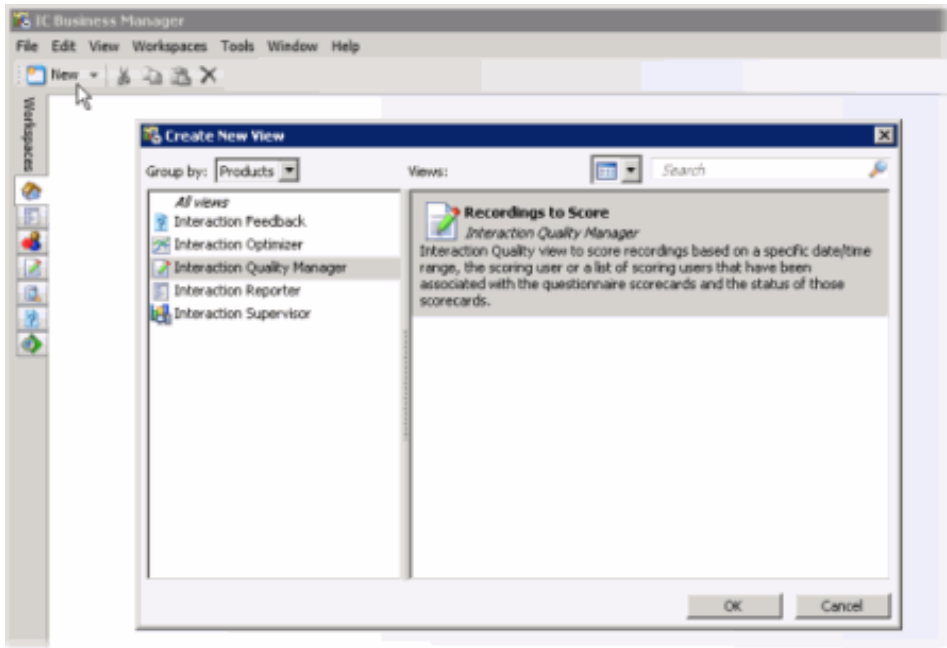 IC Business Manager
File Edit View Workspaces Tools Window Help
New
Workspaces
Create New View
Group by: Products
Views:
Search
All views
Interaction Feedback
Interaction Optimizer
Interaction Quality Manager
Interaction Reporter
Interaction Supervisor
Recordings to Score
Interaction Quality Manager
Interaction Quality view to score recordings based on a specific date/time
range, the scoring user or a list of scoring users that have been
associated with the questionnaire scorecards and the status of those
scorecards.
OK Cancel